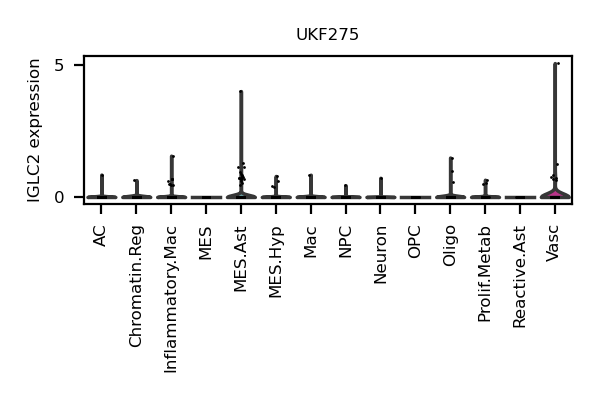 UKF275
IGLC2 expression
5
0
AC
Chromatin.Reg
Inflammatory.Mac
MES
MES.Ast
MES.Hyp
Mac
NPC
Neuron
OPC
Oligo
Prolif.Metab
Reactive.Ast
Vasc